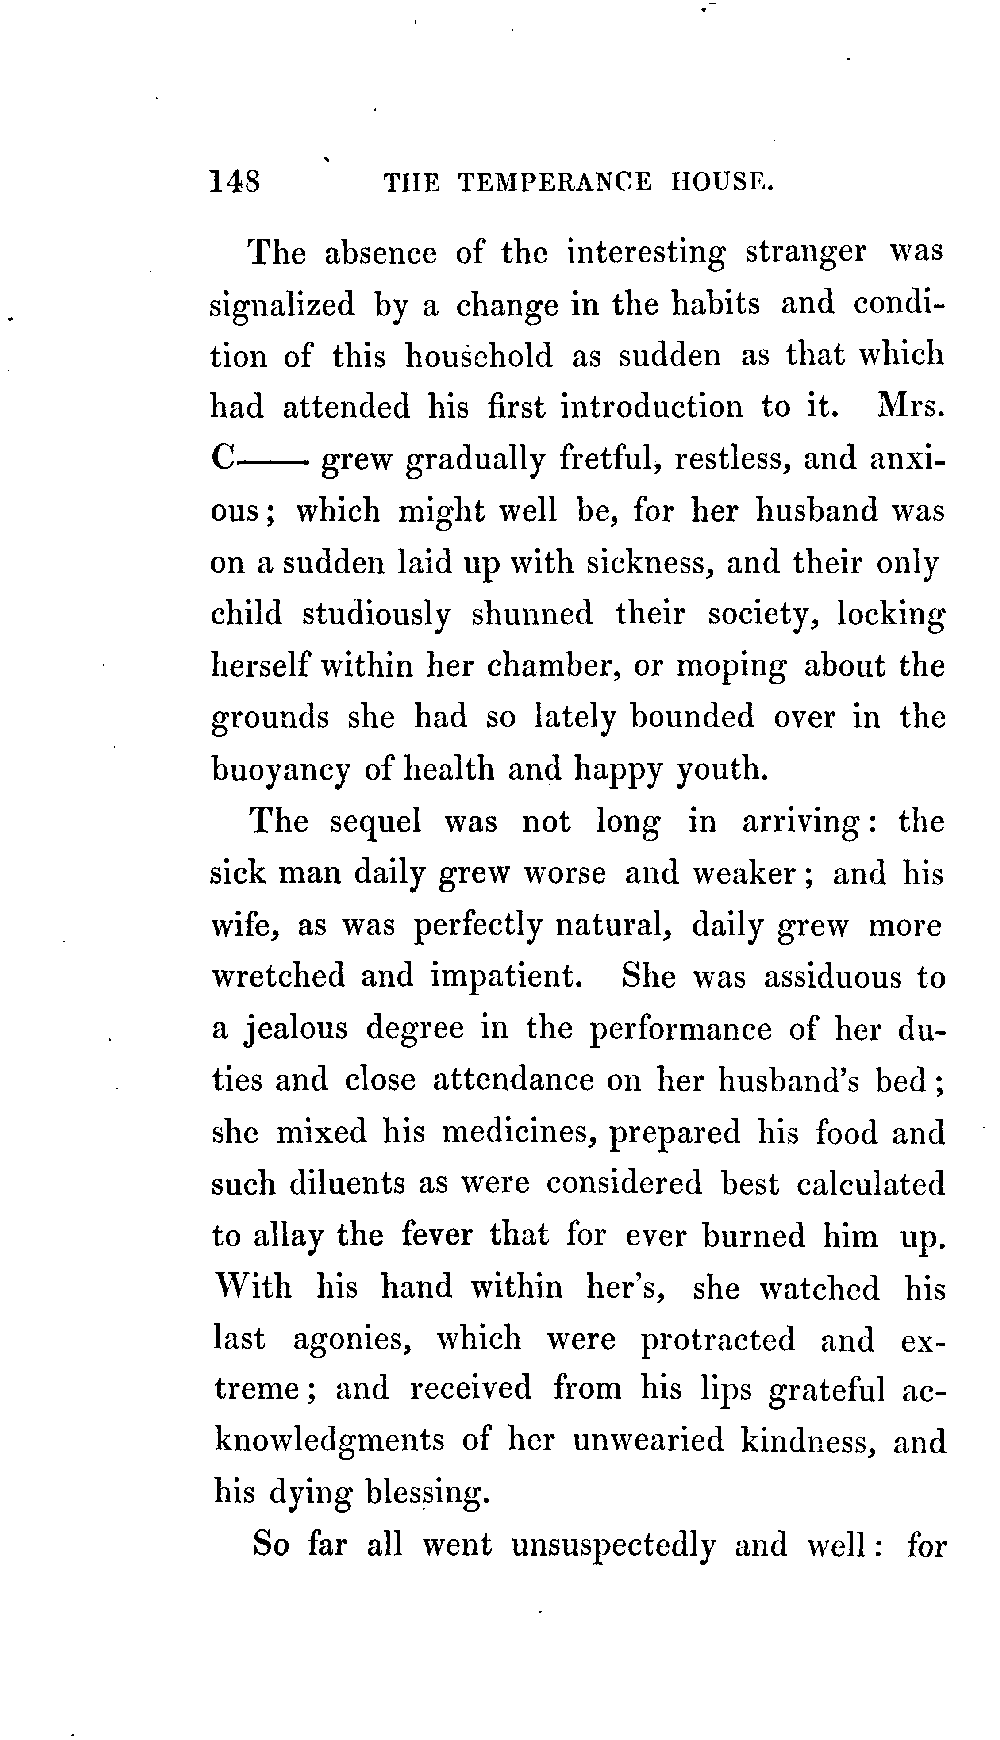 148 THE TEMPERANCE HOUSE.
The absence of the interesting stranger was
signalized by a change in the habits and condi-
tion of this household as sudden as that which
had attended his first introduction to it. Mrs.
C—— grew gradually fretful, restless, and anxi-
ous; which might well be, for her husband was
on a sudden laid up with sickness, and their only
child studiously shunned their society, locking
herself within her chamber, or moping about the
grounds she had so lately bounded over in the
buoyancy of health and happy youth.
The sequel was not long in arriving: the
sick man daily grew worse and weaker; and his
wife, as was perfectly natural, daily grew more
wretched and impatient. She was assiduous to
a jealous degree in the performance of her du-
ties and close attendance on her husband's bed;
she mixed his medicines, prepared his food and
such diluents as were considered best calculated
to allay the fever that for ever burned him up.
With his hand within her's, she watched his
last agonies, which were protracted and ex-
treme; and received from his lips grateful ac-
knowledgments of her unwearied kindness, and
his dying blessing.
So far all went unsuspectedly and well: for